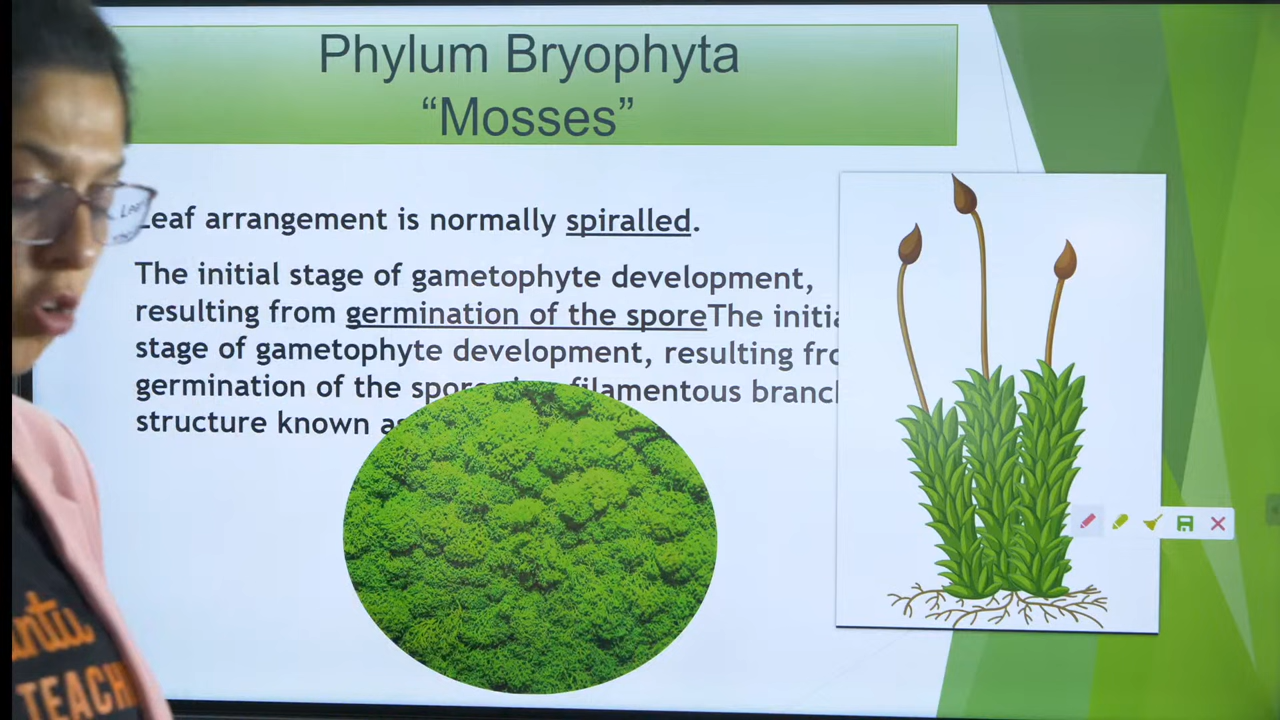 Phylum Bryophyta
“Mosses”
Leaf arrangement is normally spiralled.
The initial stage of gametophyte development,
resulting from germination of the sporeThe initia
stage of gametophyte development, resulting fro
germination of the spore filamentous branch
structure known as
TEACH